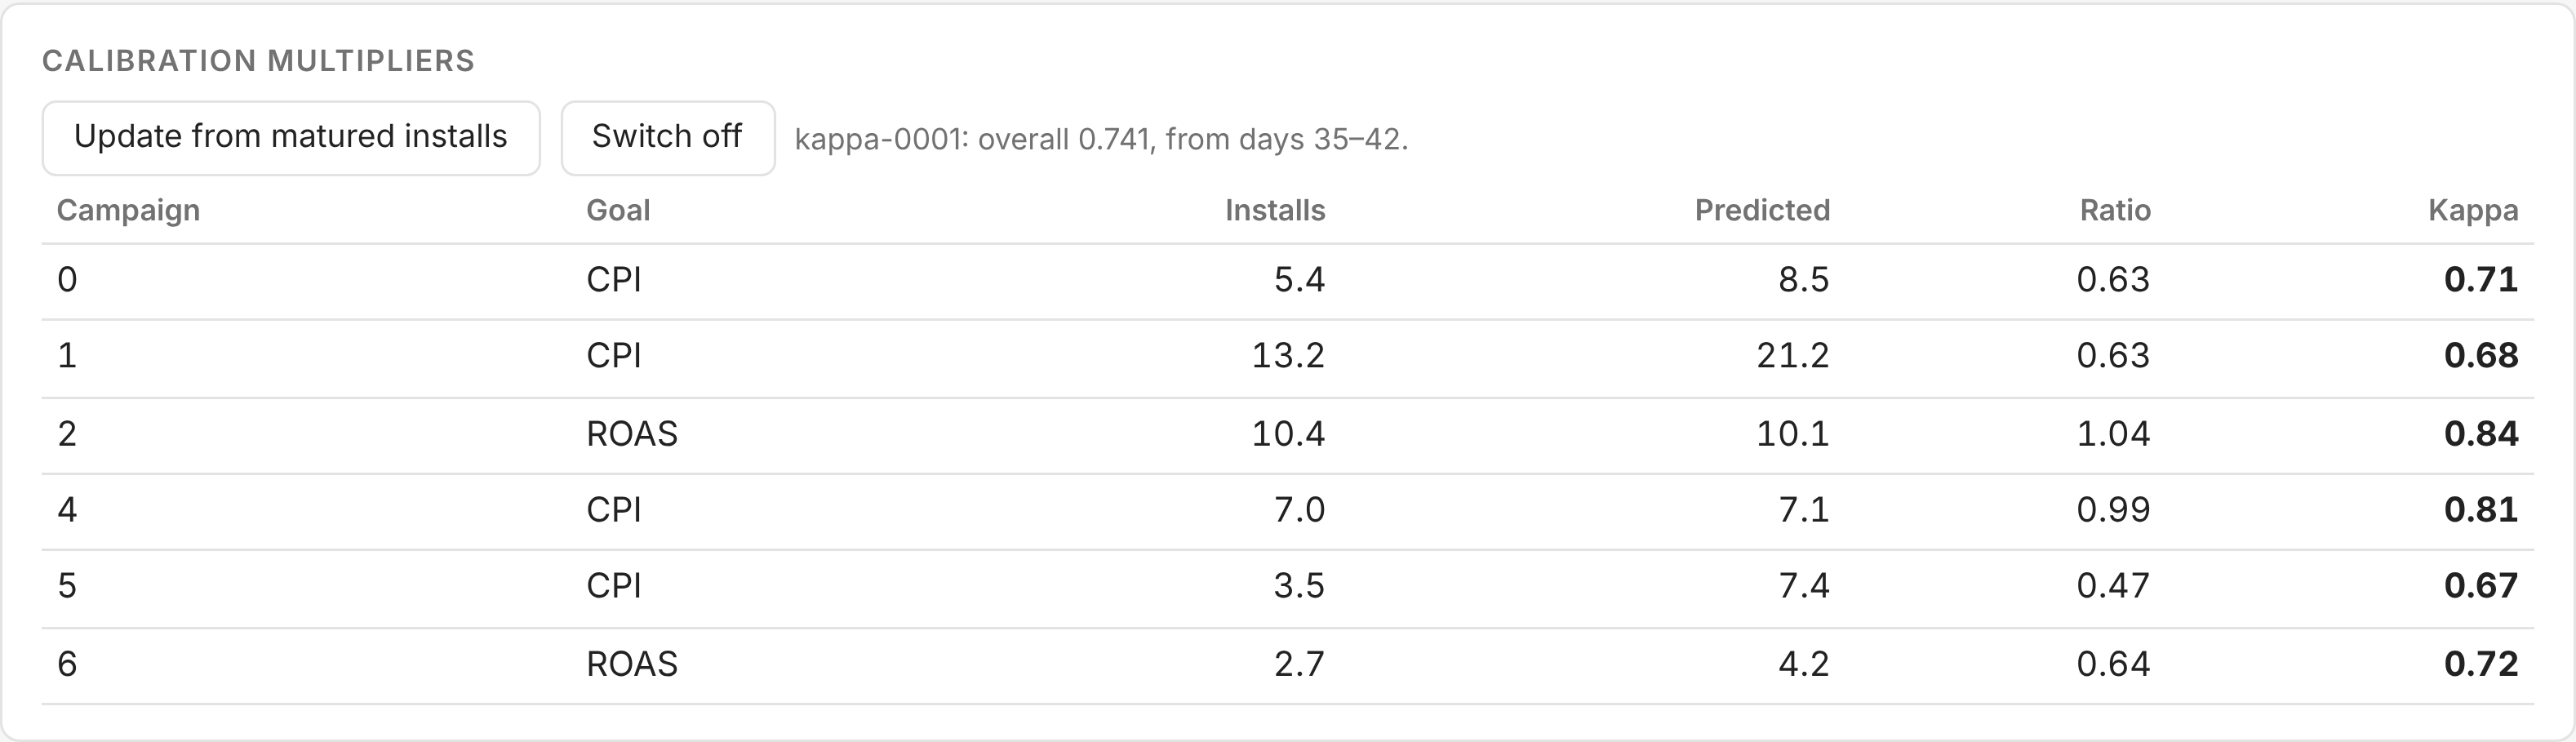 CALIBRATION MULTIPLIERS
Update from matured installs Switch off kappa-0001: overall 0.741, from days 35–42.
Campaign Goal Installs Predicted Ratio Kappa
0 CPI 5.4 8.5 0.63 0.71
1 CPI 13.2 21.2 0.63 0.68
2 ROAS 10.4 10.1 1.04 0.84
4 CPI 7.0 7.1 0.99 0.81
5 CPI 3.5 7.4 0.47 0.67
6 ROAS 2.7 4.2 0.64 0.72